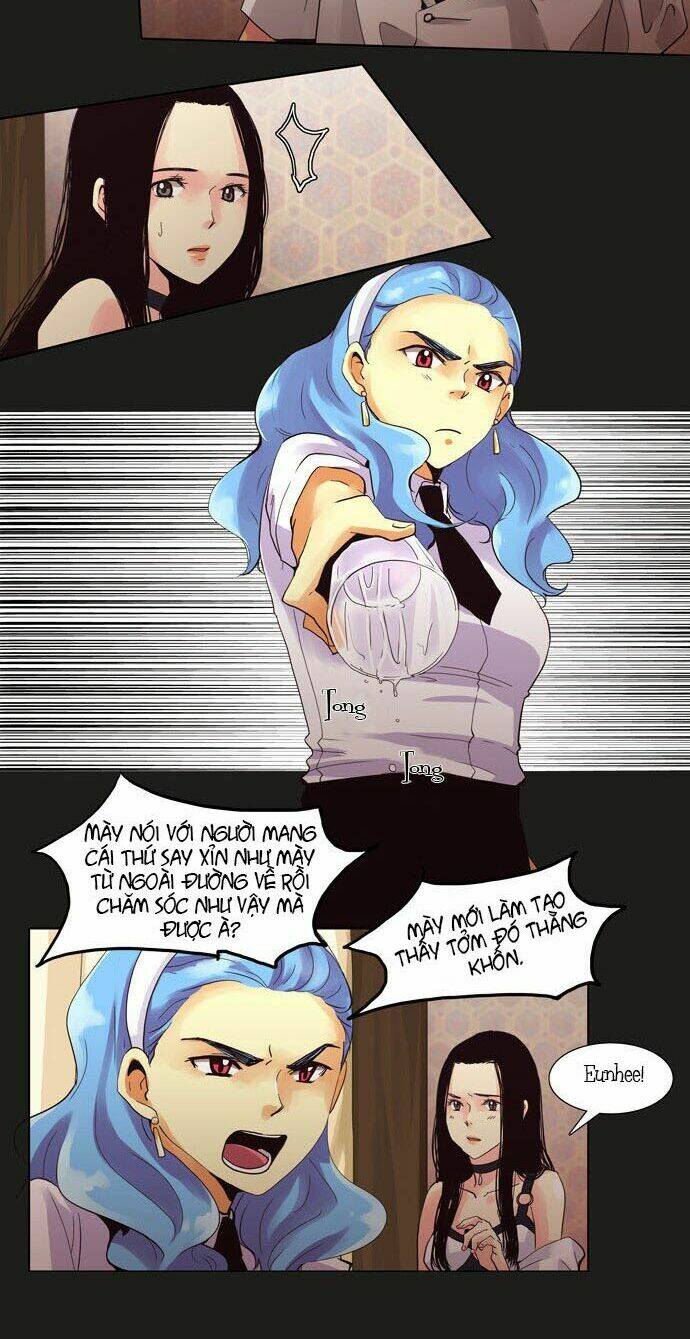 Tong
Tong
MÀY NÓI VỚI NGƯỜI MANG
CÁI THỨ SAY XỈN NHƯ MÀY
TỪ NGOÀI ĐƯỜNG VỀ RỒI
CHĂM SÓC NHƯ VẬY MÀ
ĐƯỢC À?
MÀY MỚI LÀM TAO
THẤY TỞM ĐÓ THẰNG
KHỐN.
Eunhee!